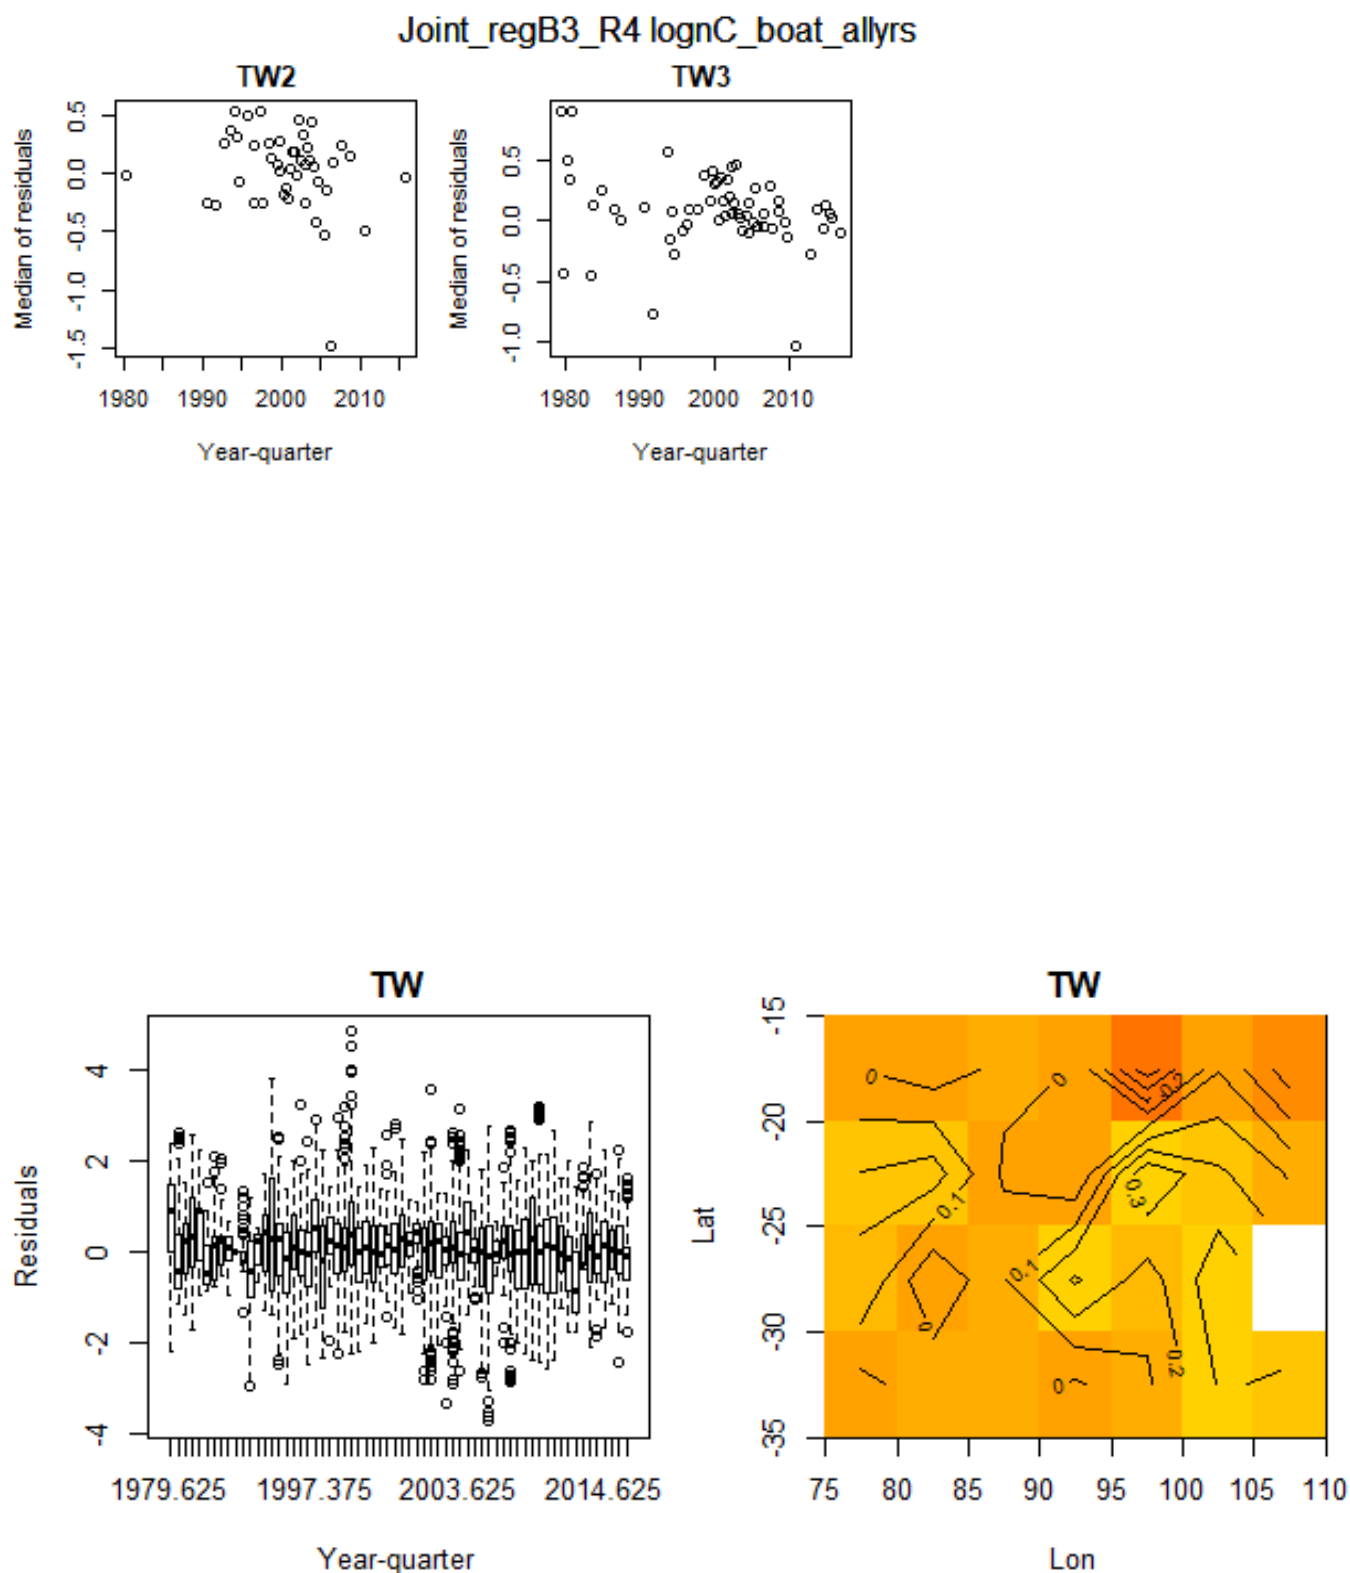 Joint_regB3_R4 lognC_boat_allyrs
TW2
TW3
Median of residuals
0.5
0.0
-0.5
-1.0
-1.5
1980 1990 2000 2010
Year-quarter
Median of residuals
0.5
0.0
-0.5
-1.0
1980 1990 2000 2010
Year-quarter
TW
Residuals
4
2
0
-2
-4
1979.625 1997.375 2003.625 2014.625
Year-quarter
TW
Lat
-15
-20
-25
-30
-35
0
0
0.2
0.1
0.3
0.1
0
0.2
0
75 80 85 90 95 100 105 110
Lon